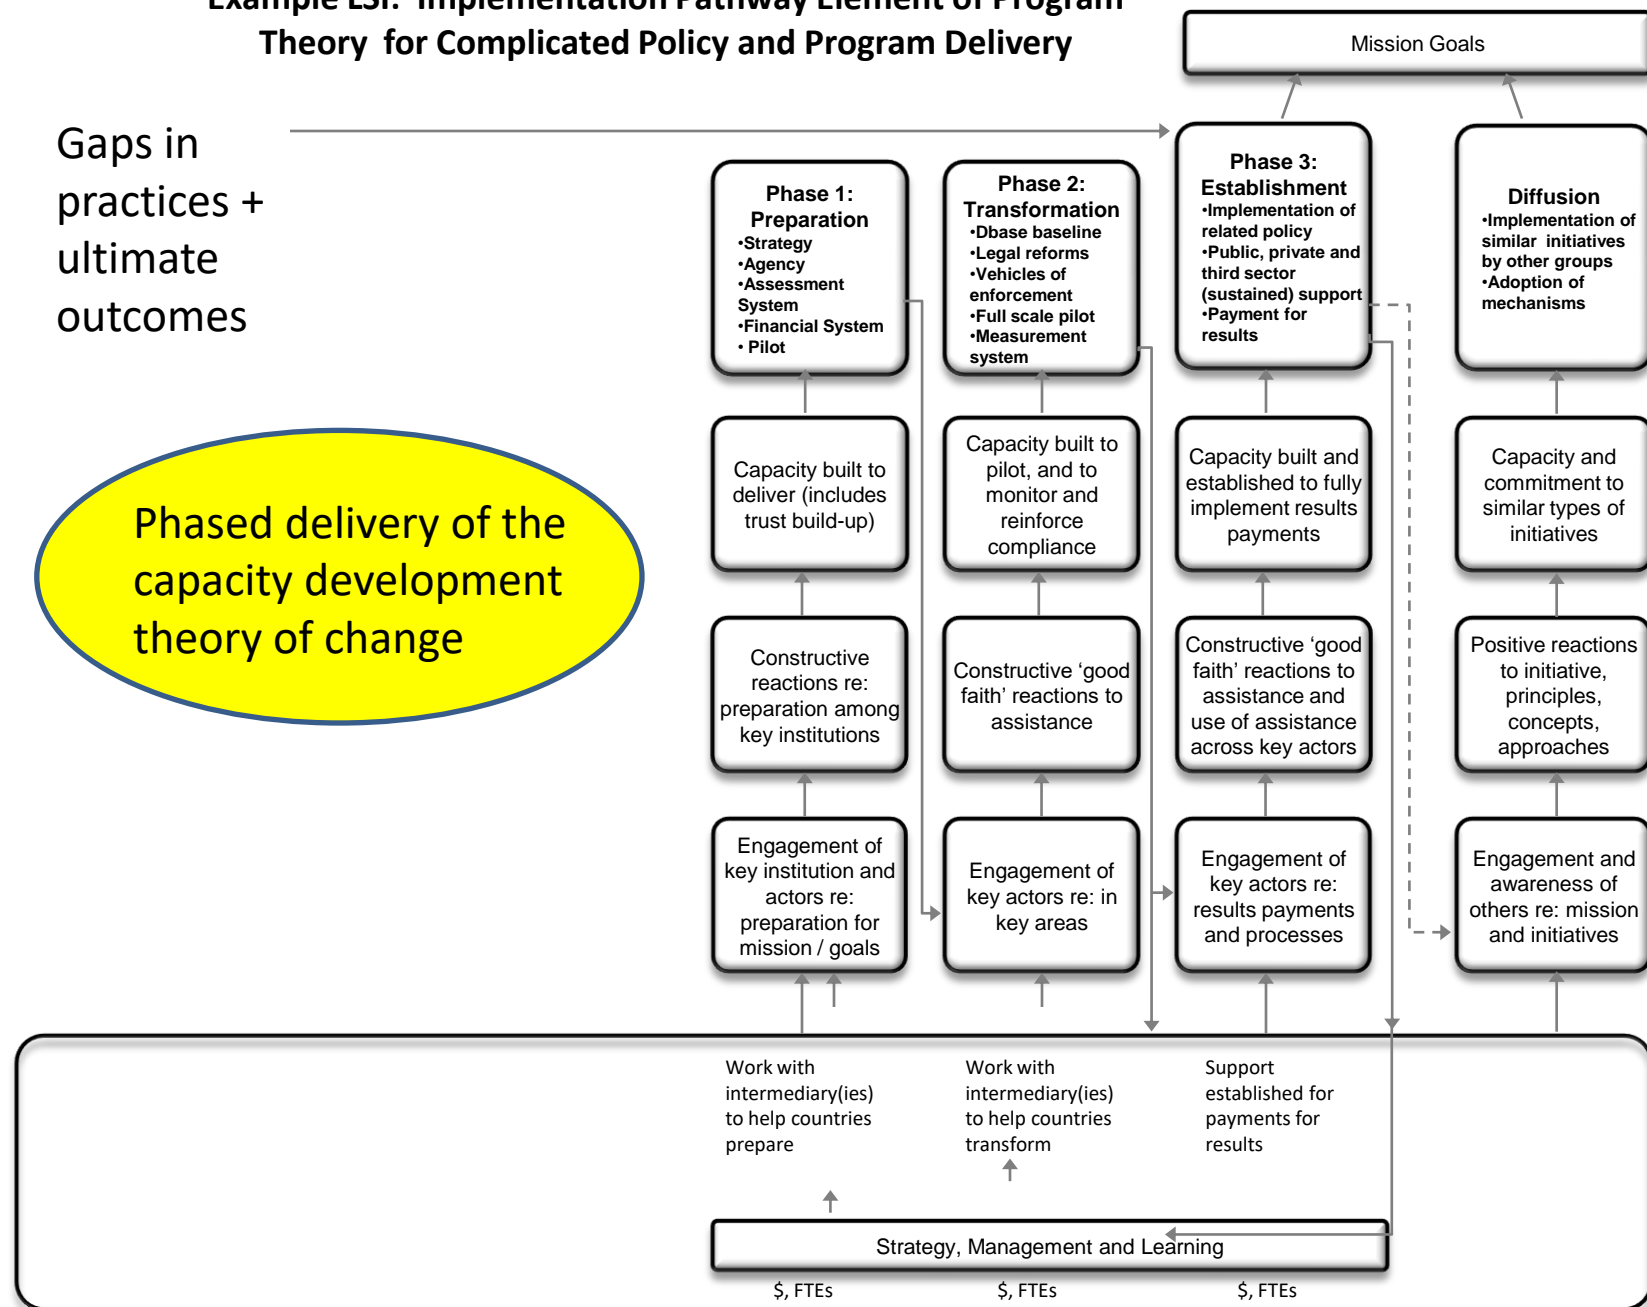 Example LSI: Implementation Pathway Element of Program
Theory for Complicated Policy and Program Delivery
Mission Goals
Gaps in
practices +
ultimate
outcomes
Phased delivery of the
capacity development
theory of change
Phase 1:
Preparation
•Strategy
•Agency
•Assessment
System
•Financial System
• Pilot
Phase 2:
Transformation
•Dbase baseline
•Legal reforms
•Vehicles of
enforcement
•Full scale pilot
•Measurement
system
Phase 3:
Establishment
•Implementation of
related policy
•Public, private and
third sector
(sustained) support
•Payment for
results
Diffusion
•Implementation of
similar initiatives
by other groups
•Adoption of
mechanisms
Capacity built to
deliver (includes
trust build-up)
Capacity built to
pilot, and to
monitor and
reinforce
compliance
Capacity built and
established to fully
implement results
payments
Capacity and
commitment to
similar types of
initiatives
Constructive
reactions re:
preparation among
key institutions
Constructive ‘good
faith’ reactions to
assistance
Constructive ‘good
faith’ reactions to
assistance and
use of assistance
across key actors
Positive reactions
to initiative,
principles,
concepts,
approaches
Engagement of
key institution and
actors re:
preparation for
mission / goals
Engagement of
key actors re: in
key areas
Engagement of
key actors re:
results payments
and processes
Engagement and
awareness of
others re: mission
and initiatives
Work with
intermediary(ies)
to help countries
prepare
Work with
intermediary(ies)
to help countries
transform
Support
established for
payments for
results
Strategy, Management and Learning
$, FTEs
$, FTEs
$, FTEs